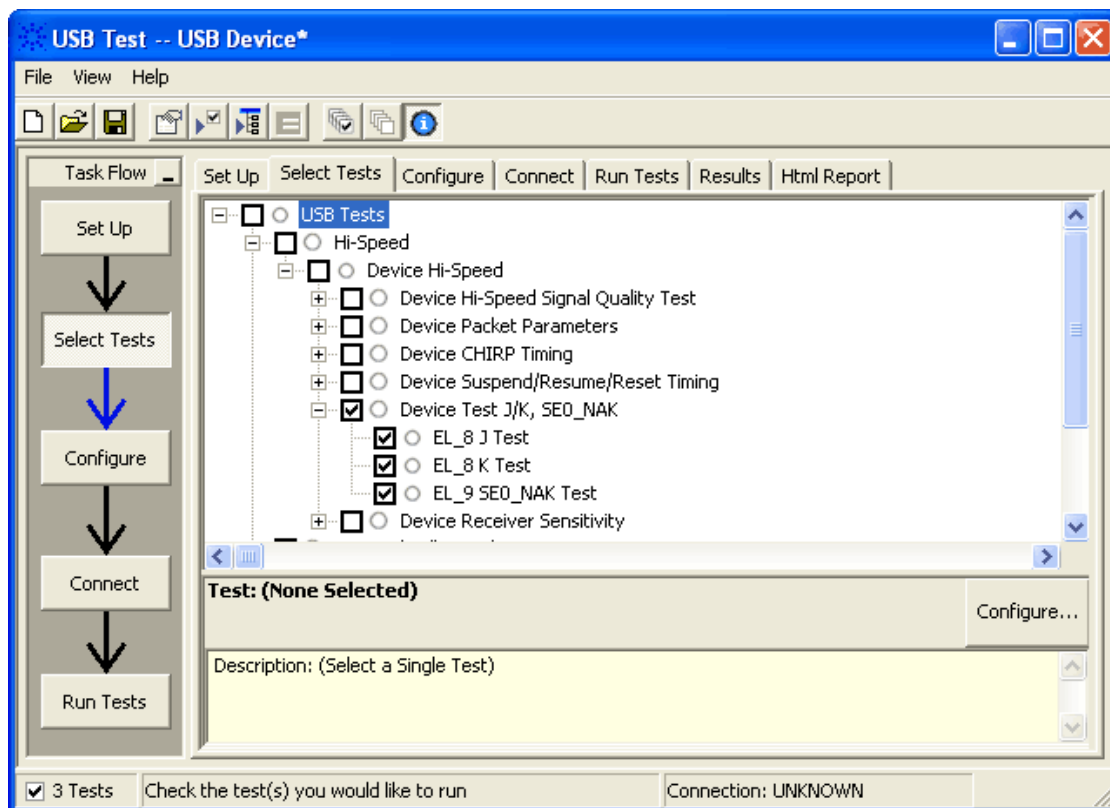 USB Test -- USB Device*
File View Help
Task Flow
Set Up
Select Tests
Configure
Connect
Run Tests
Set Up Select Tests Configure Connect Run Tests Results Html Report
USB Tests
Hi-Speed
Device Hi-Speed
Device Hi-Speed Signal Quality Test
Device Packet Parameters
Device CHIRP Timing
Device Suspend/Resume/Reset Timing
Device Test J/K, SE0_NAK
EL_8 J Test
EL_8 K Test
EL_9 SE0_NAK Test
Device Receiver Sensitivity
Test: (None Selected)
Configure...
Description: (Select a Single Test)
3 Tests Check the test(s) you would like to run Connection: UNKNOWN